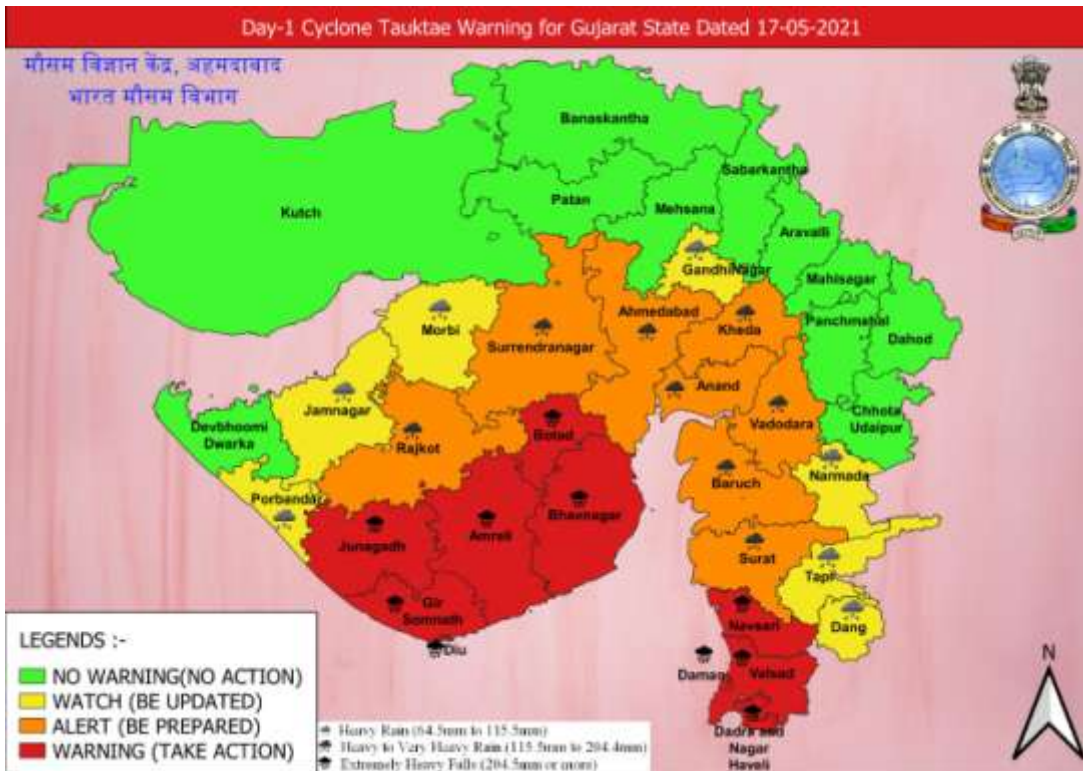 Day-1 Cyclone Tauktae Warning for Gujarat State Dated 17-05-2021
मौसम विज्ञान केंद्र, अहमदाबाद
भारत मौसम विभाग
Banaskantha
Sabarkantha
Kutch
Patan
Mehsana
Aravalli
GandhiNagar
Mahisagar
Morbi
Surrendranagar
Ahmedabad
Kheda
Panchmahal
Dahod
Jamnagar
Anand
Devbhoomi
Dwarka
Rajkot
Botad
Vadodara
Chhota
Udaipur
Porbandar
Baruch
Narmada
Junagadh
Amreli
Bhavnagar
Surat
Tapi
Gir
Somnath
Diu
Navsari
Dang
Daman
Valsad
Dadra and
Nagar
Haveli
N
LEGENDS :-
NO WARNING(NO ACTION)
WATCH (BE UPDATED)
ALERT (BE PREPARED)
WARNING (TAKE ACTION)
Heavy Rain (64.5mm to 115.5mm)
Heavy to Very Heavy Rain (115.5mm to 204.4mm)
Extremely Heavy Falls (204.5mm or more)